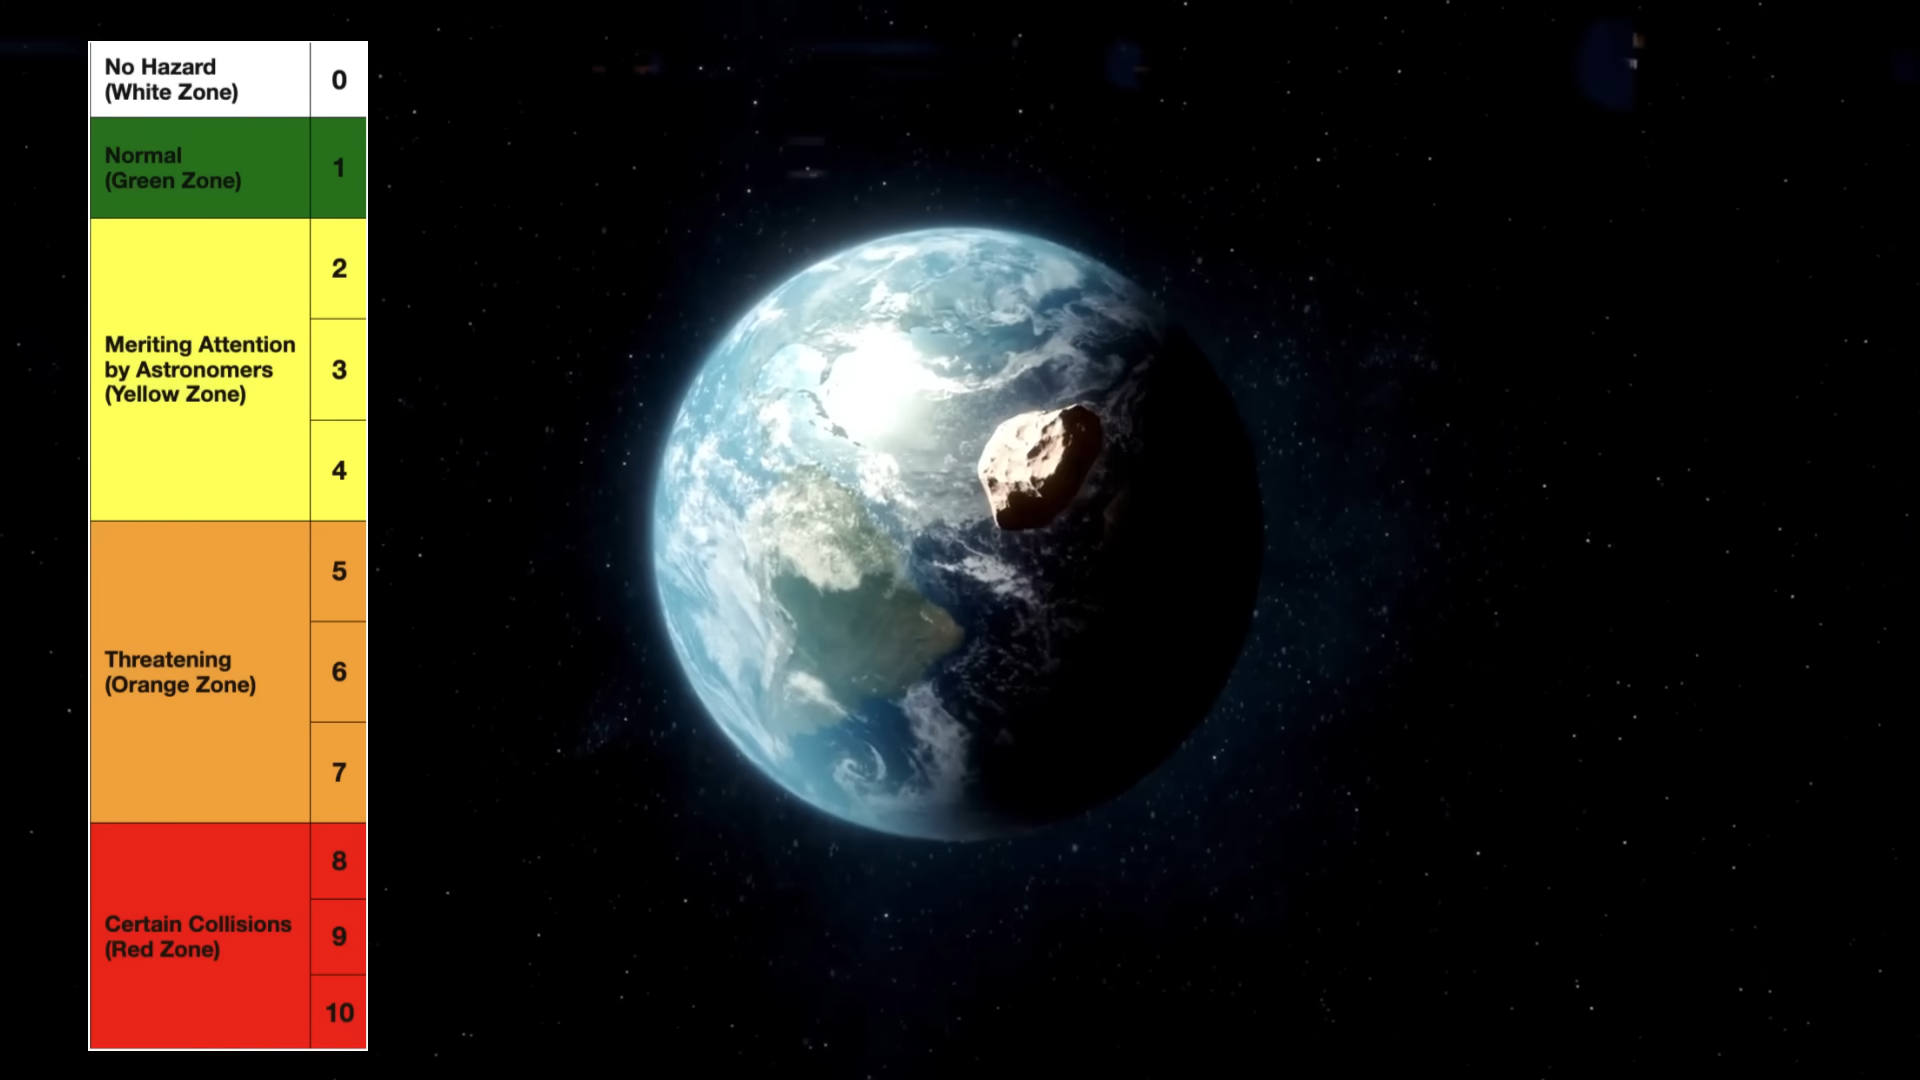 No Hazard
(White Zone)
0
Normal
(Green Zone)
1
Meriting Attention
by Astronomers
(Yellow Zone)
2
3
4
Threatening
(Orange Zone)
5
6
7
Certain Collisions
(Red Zone)
8
9
10